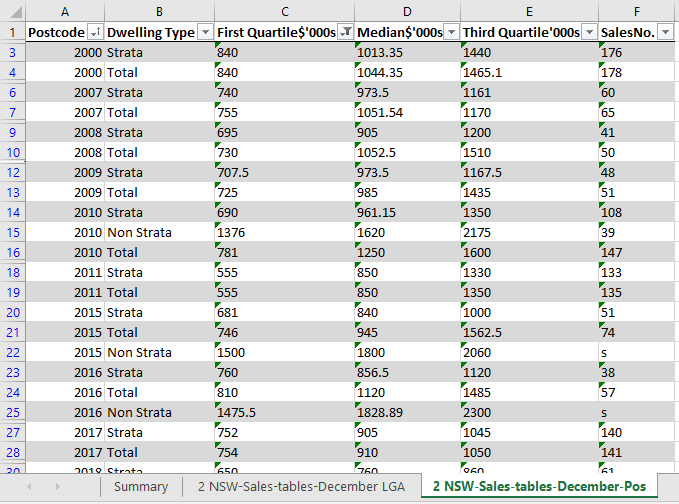 A B C D E F
1 Postcode Dwelling Type First Quartile$'000s Median$'000s Third Quartile'000s SalesNo.
3 2000 Strata 840 1013.35 1440 176
4 2000 Total 840 1044.35 1465.1 178
6 2007 Strata 740 973.5 1161 60
7 2007 Total 755 1051.54 1170 65
9 2008 Strata 695 905 1200 41
10 2008 Total 730 1052.5 1510 50
12 2009 Strata 707.5 973.5 1167.5 48
13 2009 Total 725 985 1435 51
14 2010 Strata 690 961.15 1350 108
15 2010 Non Strata 1376 1620 2175 39
16 2010 Total 781 1250 1600 147
18 2011 Strata 555 850 1330 133
19 2011 Total 555 850 1350 135
20 2015 Strata 681 840 1000 51
21 2015 Total 746 945 1562.5 74
22 2015 Non Strata 1500 1800 2060 s
23 2016 Strata 760 856.5 1120 38
24 2016 Total 810 1120 1485 57
25 2016 Non Strata 1475.5 1828.89 2300 s
27 2017 Strata 752 905 1045 140
28 2017 Total 754 910 1050 141
30 2018 Strata 650 760 860 61
Summary 2 NSW-Sales-tables-December LGA 2 NSW-Sales-tables-December-Pos